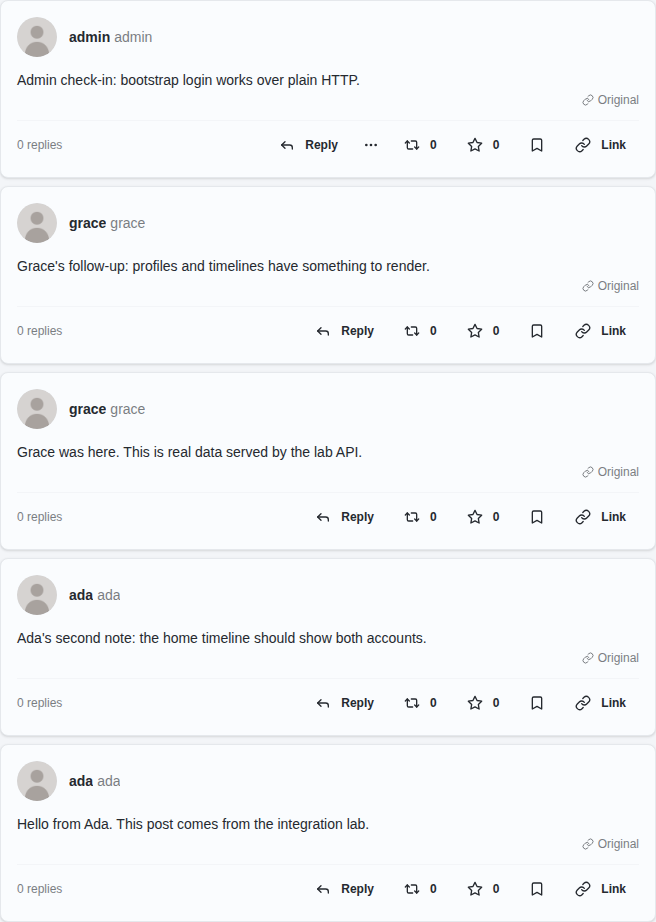 admin admin
Admin check-in: bootstrap login works over plain HTTP.
Original
0 replies Reply 0 0 Link
grace grace
Grace's follow-up: profiles and timelines have something to render.
Original
0 replies Reply 0 0 Link
grace grace
Grace was here. This is real data served by the lab API.
Original
0 replies Reply 0 0 Link
ada ada
Ada's second note: the home timeline should show both accounts.
Original
0 replies Reply 0 0 Link
ada ada
Hello from Ada. This post comes from the integration lab.
Original
0 replies Reply 0 0 Link